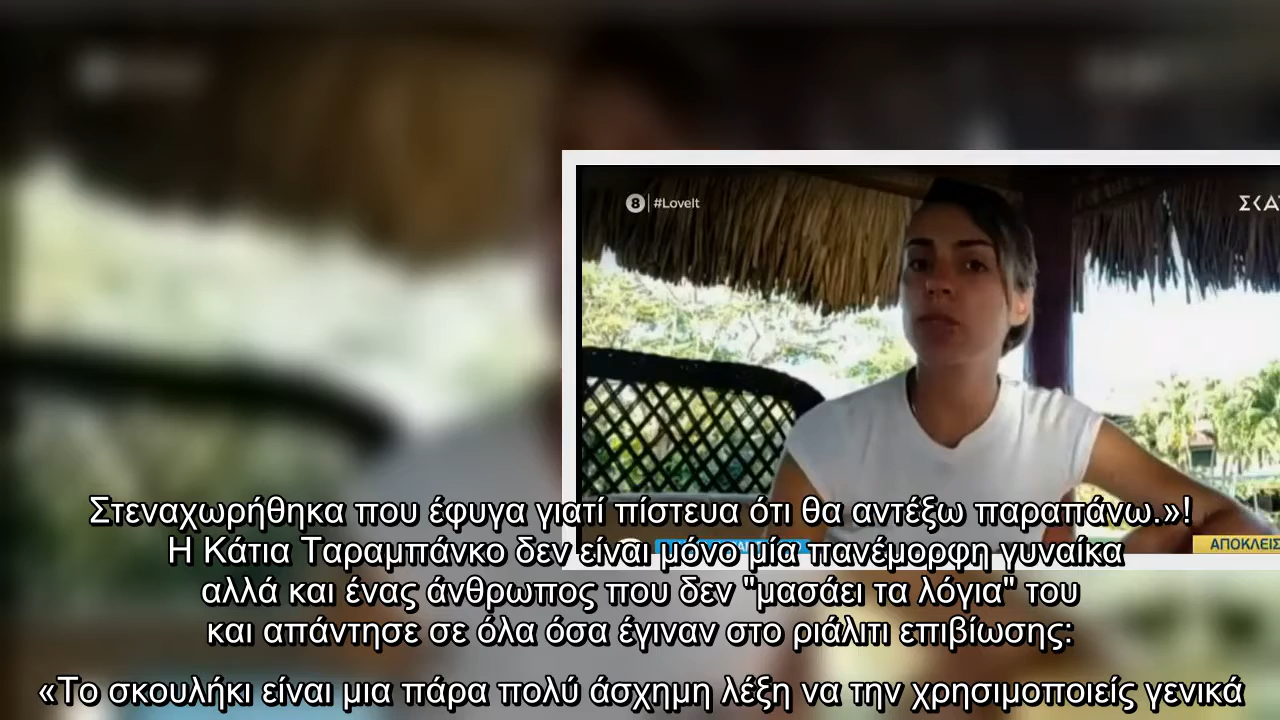 8 | #LoveIt
ΣΚΑ
Στεναχωρήθηκα που έφυγα γιατί πίστευα ότι θα αντέξω παραπάνω.»!
Η Κάτια Ταραμπάνκο δεν είναι μόνο μία πανέμορφη γυναίκα
ΑΠΟΚΛΕΙΣ
αλλά και ένας άνθρωπος που δεν "μασάει τα λόγια" του
και απάντησε σε όλα όσα έγιναν στο ριάλιτι επιβίωσης:
«Το σκουλήκι είναι μια πάρα πολύ άσχημη λέξη να την χρησιμοποιείς γενικά